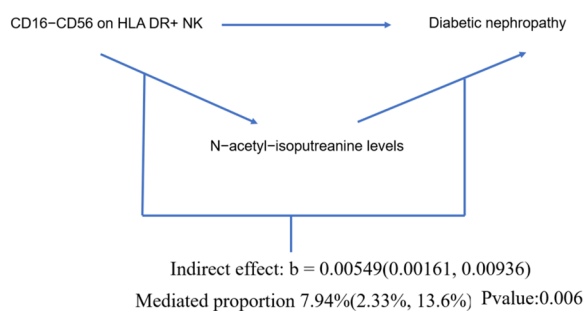 CD16−CD56 on HLA DR+ NK
Diabetic nephropathy
N−acetyl−isoputreanine levels
Indirect effect: b = 0.00549(0.00161, 0.00936)
Mediated proportion 7.94%(2.33%, 13.6%) Pvalue:0.006